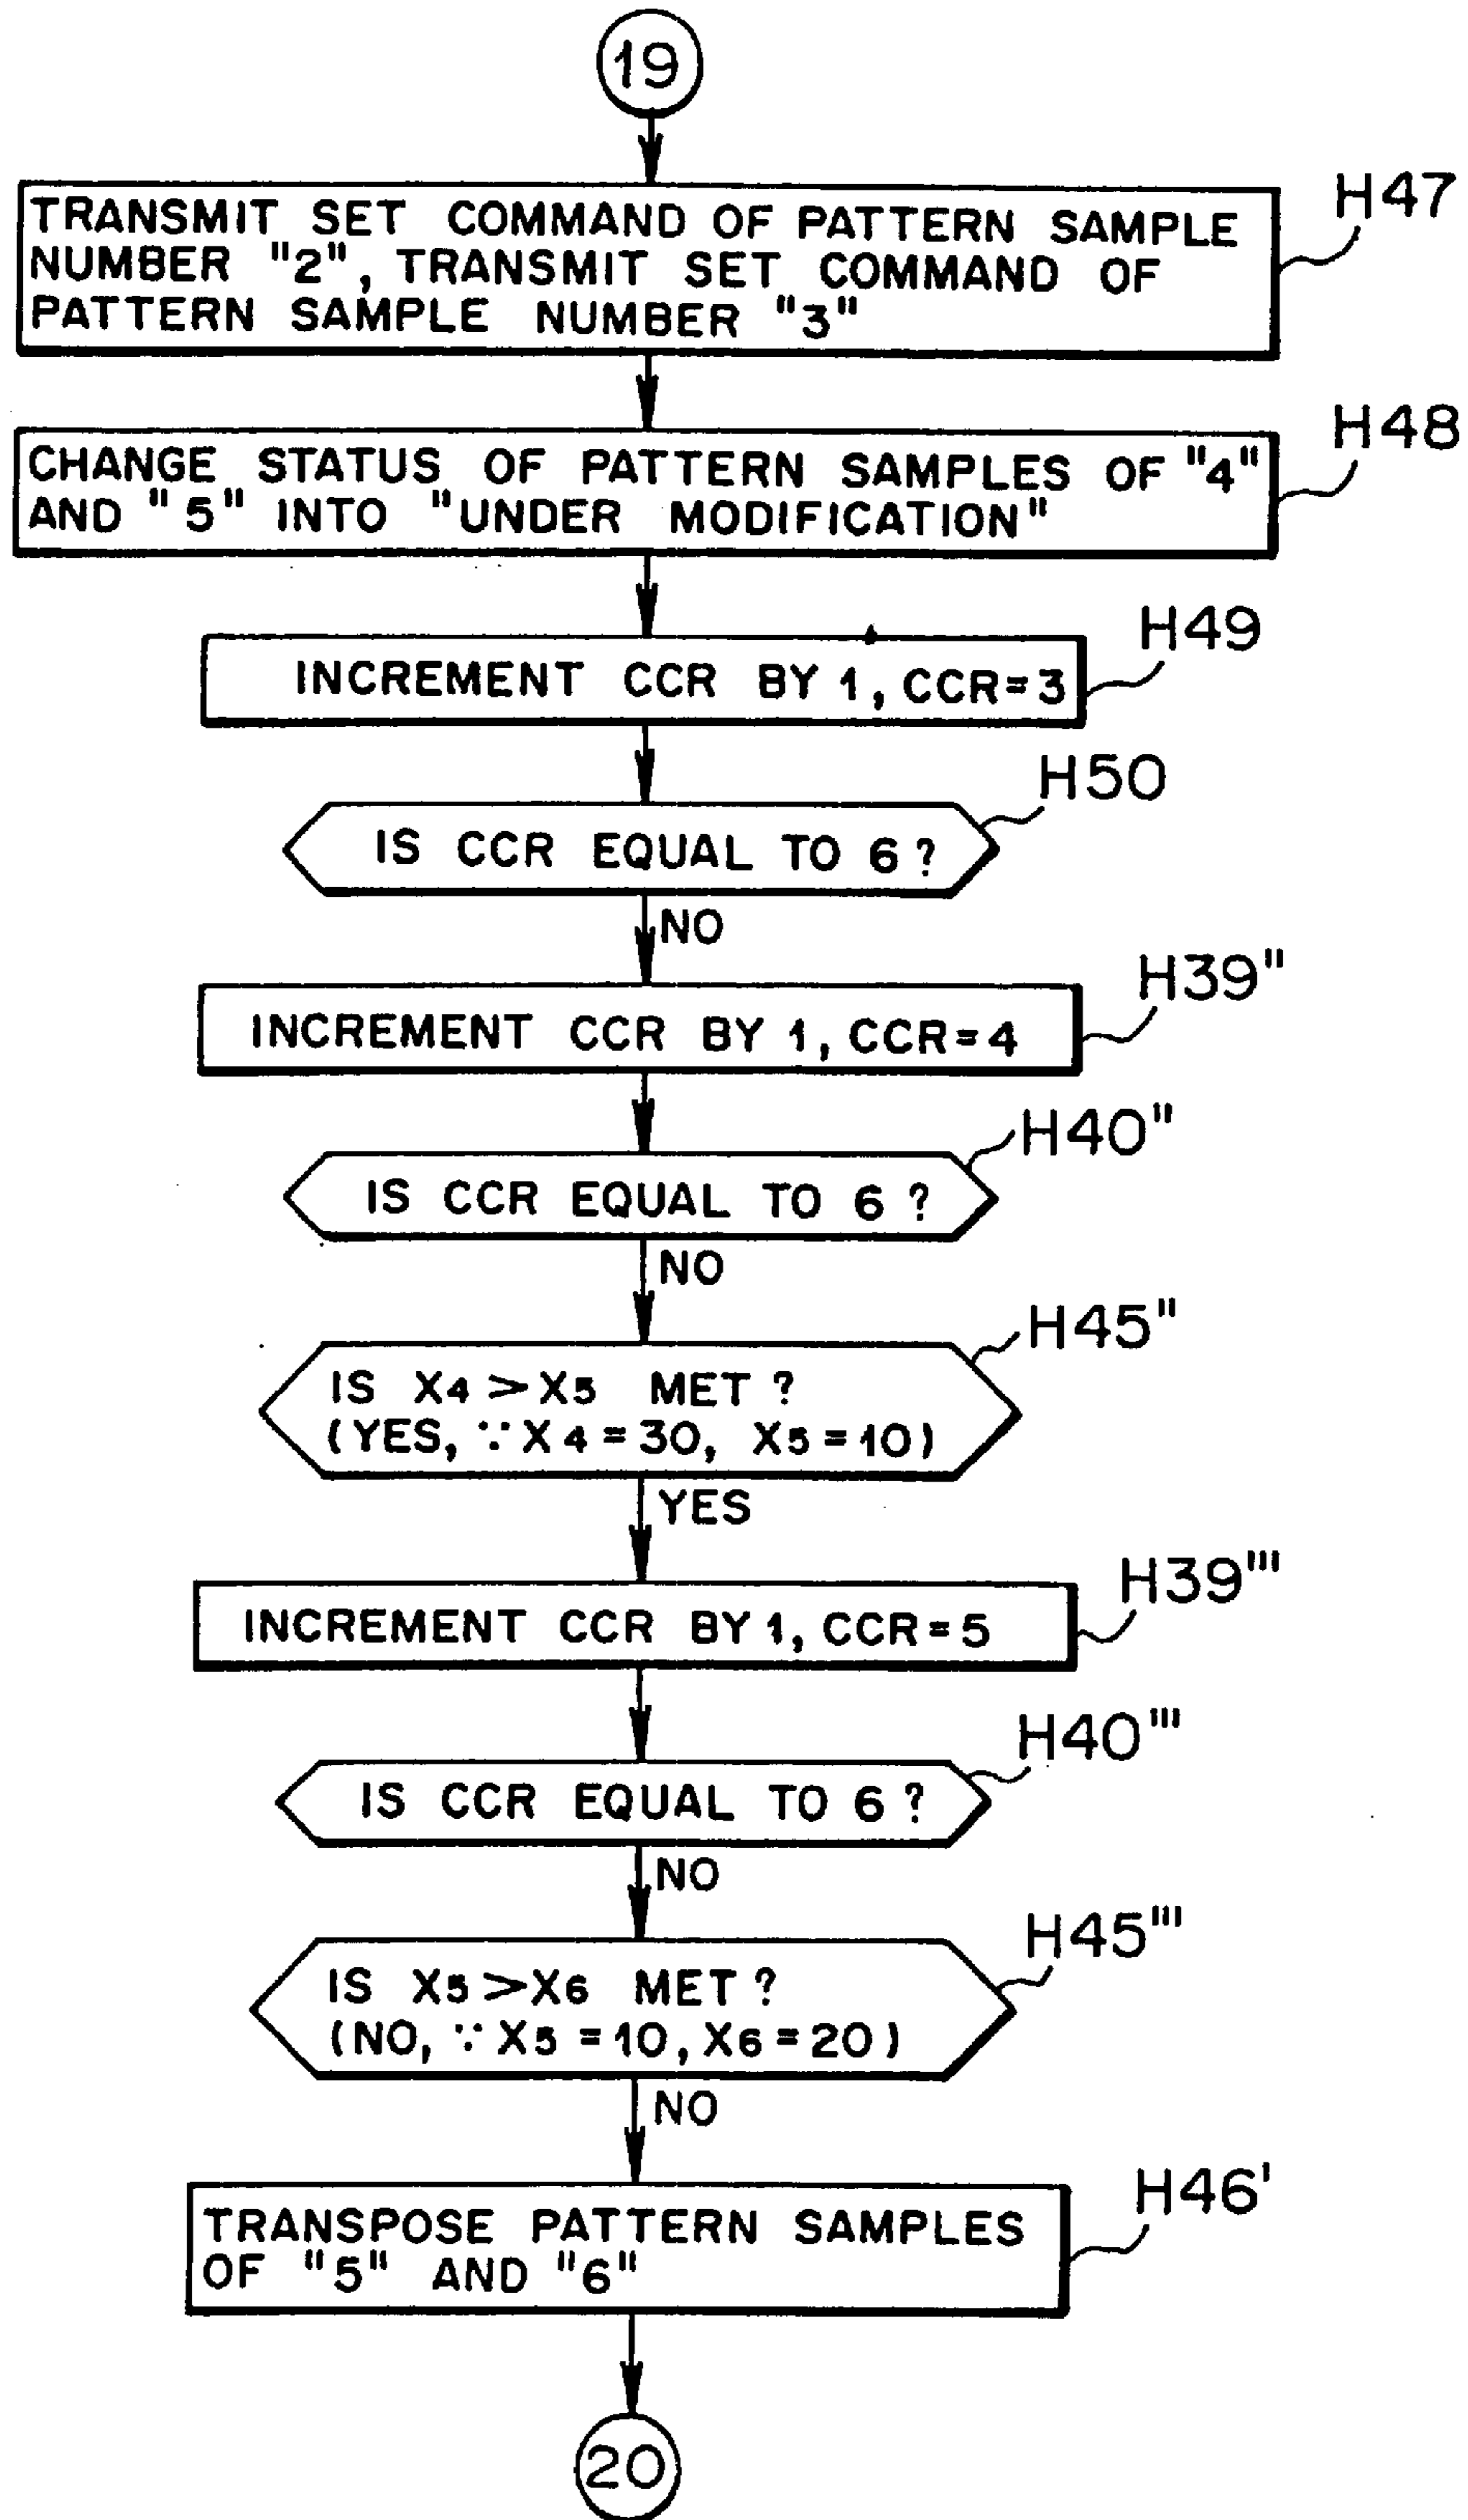 19
TRANSMIT SET COMMAND OF PATTERN SAMPLE
NUMBER "2", TRANSMIT SET COMMAND OF
PATTERN SAMPLE NUMBER "3"
H47
CHANGE STATUS OF PATTERN SAMPLES OF "4"
AND "5" INTO "UNDER MODIFICATION"
H48
INCREMENT CCR BY 1, CCR=3
H49
IS CCR EQUAL TO 6?
H50
NO
INCREMENT CCR BY 1, CCR=4
H39"
IS CCR EQUAL TO 6?
H40"
NO
IS X4>X5 MET?
(YES, ∵X4=30, X5=10)
H45"
YES
INCREMENT CCR BY 1, CCR=5
H39'''
IS CCR EQUAL TO 6?
H40'''
NO
IS X5>X6 MET?
(NO, ∵X5=10, X6=20)
H45'''
NO
TRANSPOSE PATTERN SAMPLES
OF "5" AND "6"
H46'
20